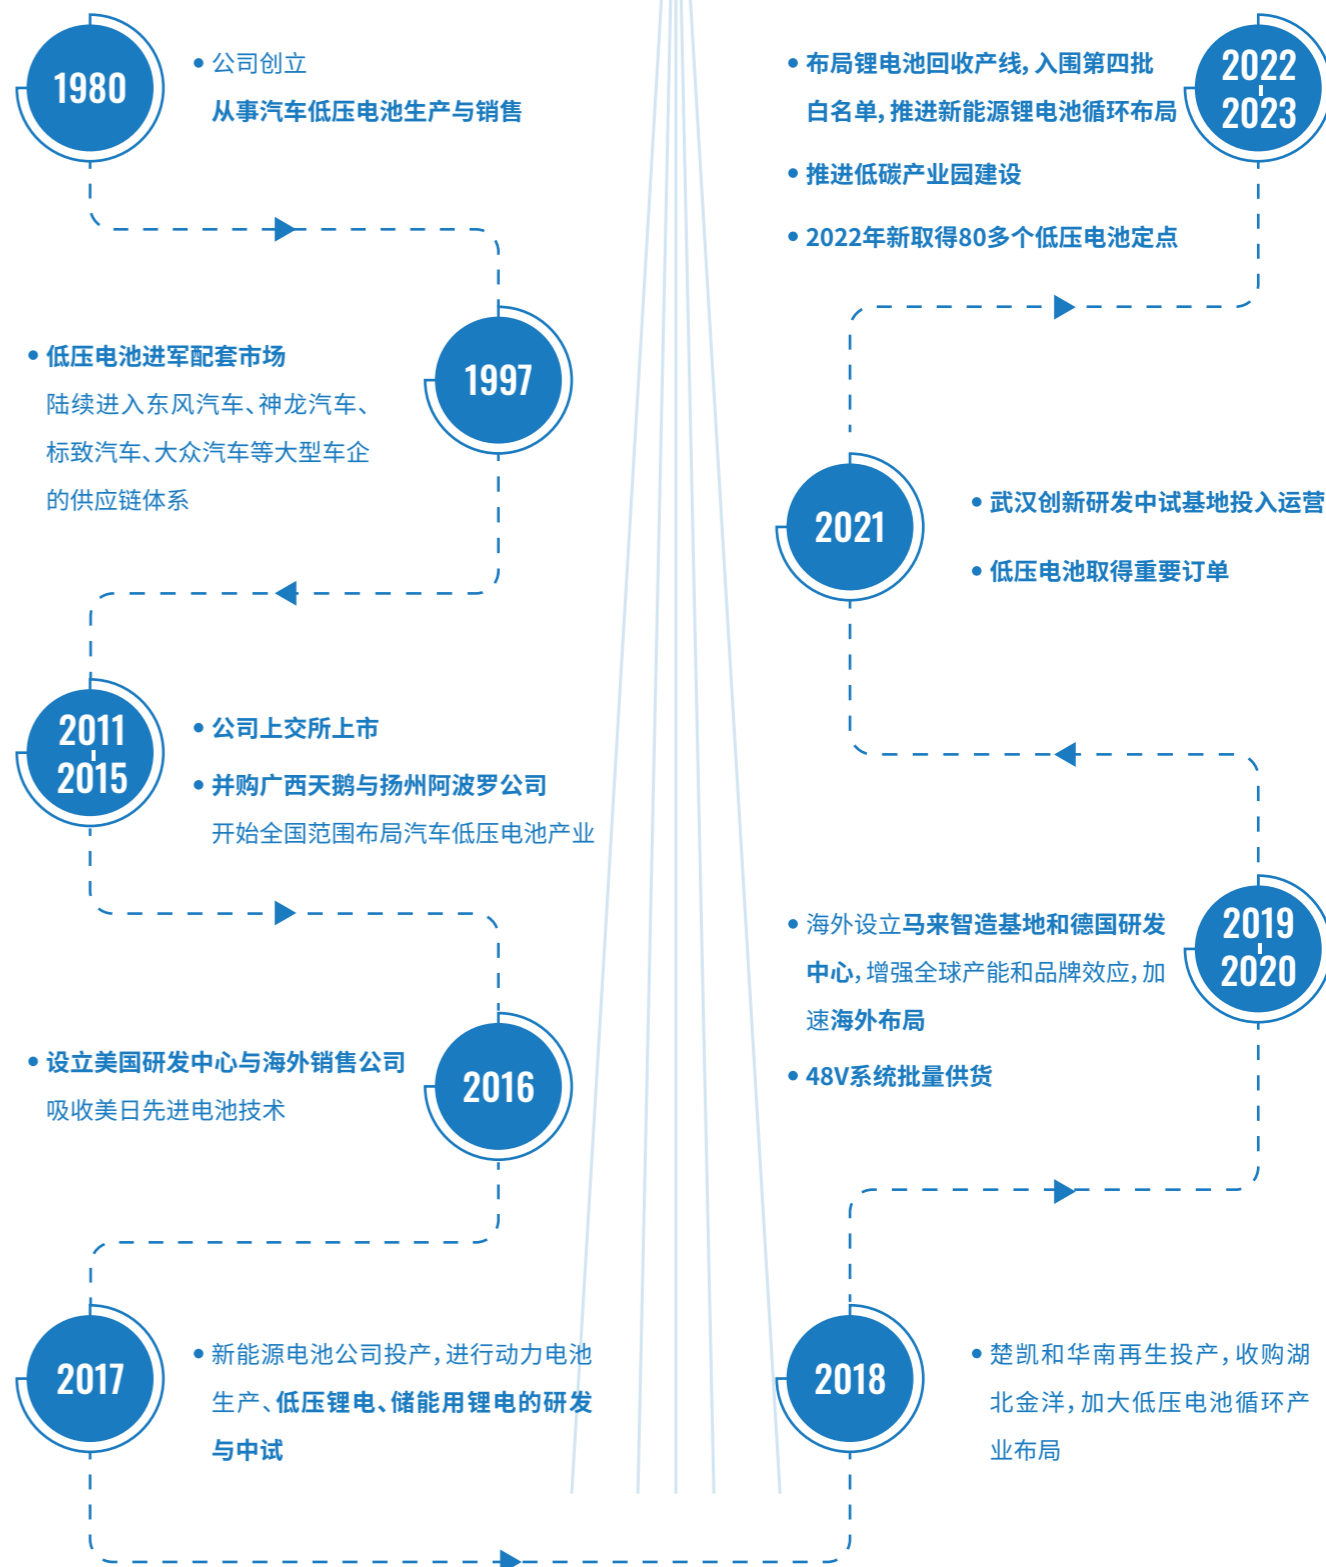 1980
• 公司创立
从事汽车低压电池生产与销售
1997
• 低压电池进军配套市场
陆续进入东风汽车、神龙汽车、
标致汽车、大众汽车等大型车企
的供应链体系
2011
-
2015
• 公司上交所上市
• 并购广西天鹅与扬州阿波罗公司
开始全国范围布局汽车低压电池产业
2016
• 设立美国研发中心与海外销售公司
吸收美日先进电池技术
2017
• 新能源电池公司投产，进行动力电池
生产、低压锂电、储能用锂电的研发
与中试
2018
• 楚凯和华南再生投产，收购湖
北金洋，加大低压电池循环产
业布局
2019
-
2020
• 海外设立马来智造基地和德国研发
中心，增强全球产能和品牌效应，加
速海外布局
• 48V系统批量供货
2021
• 武汉创新研发中试基地投入运营
• 低压电池取得重要订单
2022
-
2023
• 布局锂电池回收产线，入围第四批
白名单，推进新能源锂电池循环布局
• 推进低碳产业园建设
• 2022年新取得80多个低压电池定点